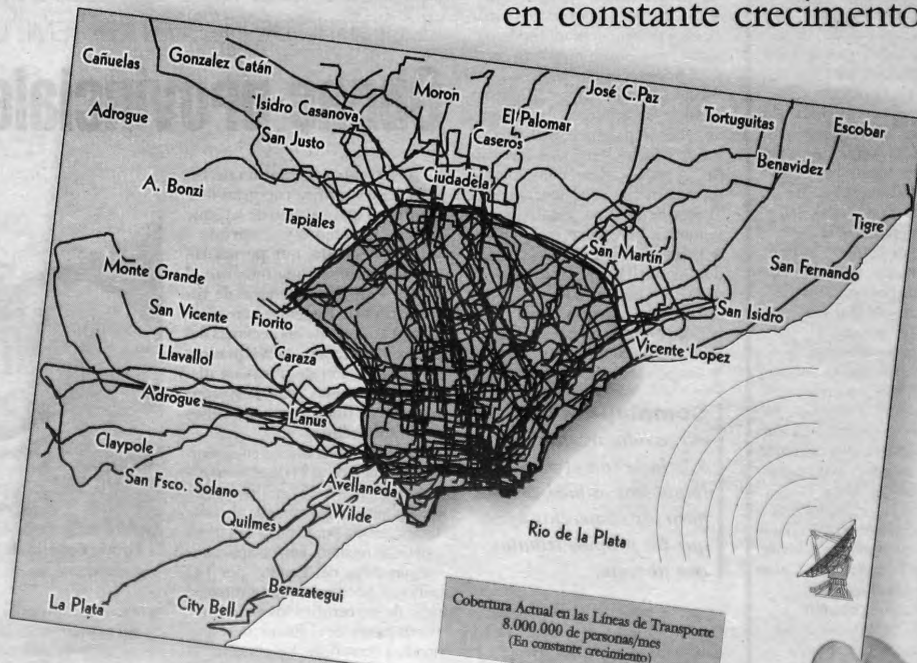 en constante crecimento
Cañuelas
Gonzalez Catán
Adrogue
Isidro Casanova
Moron
José C.Paz
El Palomar
Tortuguitas
Escobar
San Justo
Caseros
Benavidez
A. Bonzi
Ciudadela
Tapiales
Tigre
San Martín
San Fernando
Monte Grande
San Isidro
San Vicente
Fiorito
Vicente Lopez
Llavallol
Caraza
Adrogue
Lanus
Claypole
San Fsco. Solano
Avellaneda
Quilmes
Wilde
Rio de la Plata
La Plata
City Bell
Berazategui
Cobertura Actual en las Líneas de Transporte
8.000.000 de personas/mes
(En constante crecimiento)